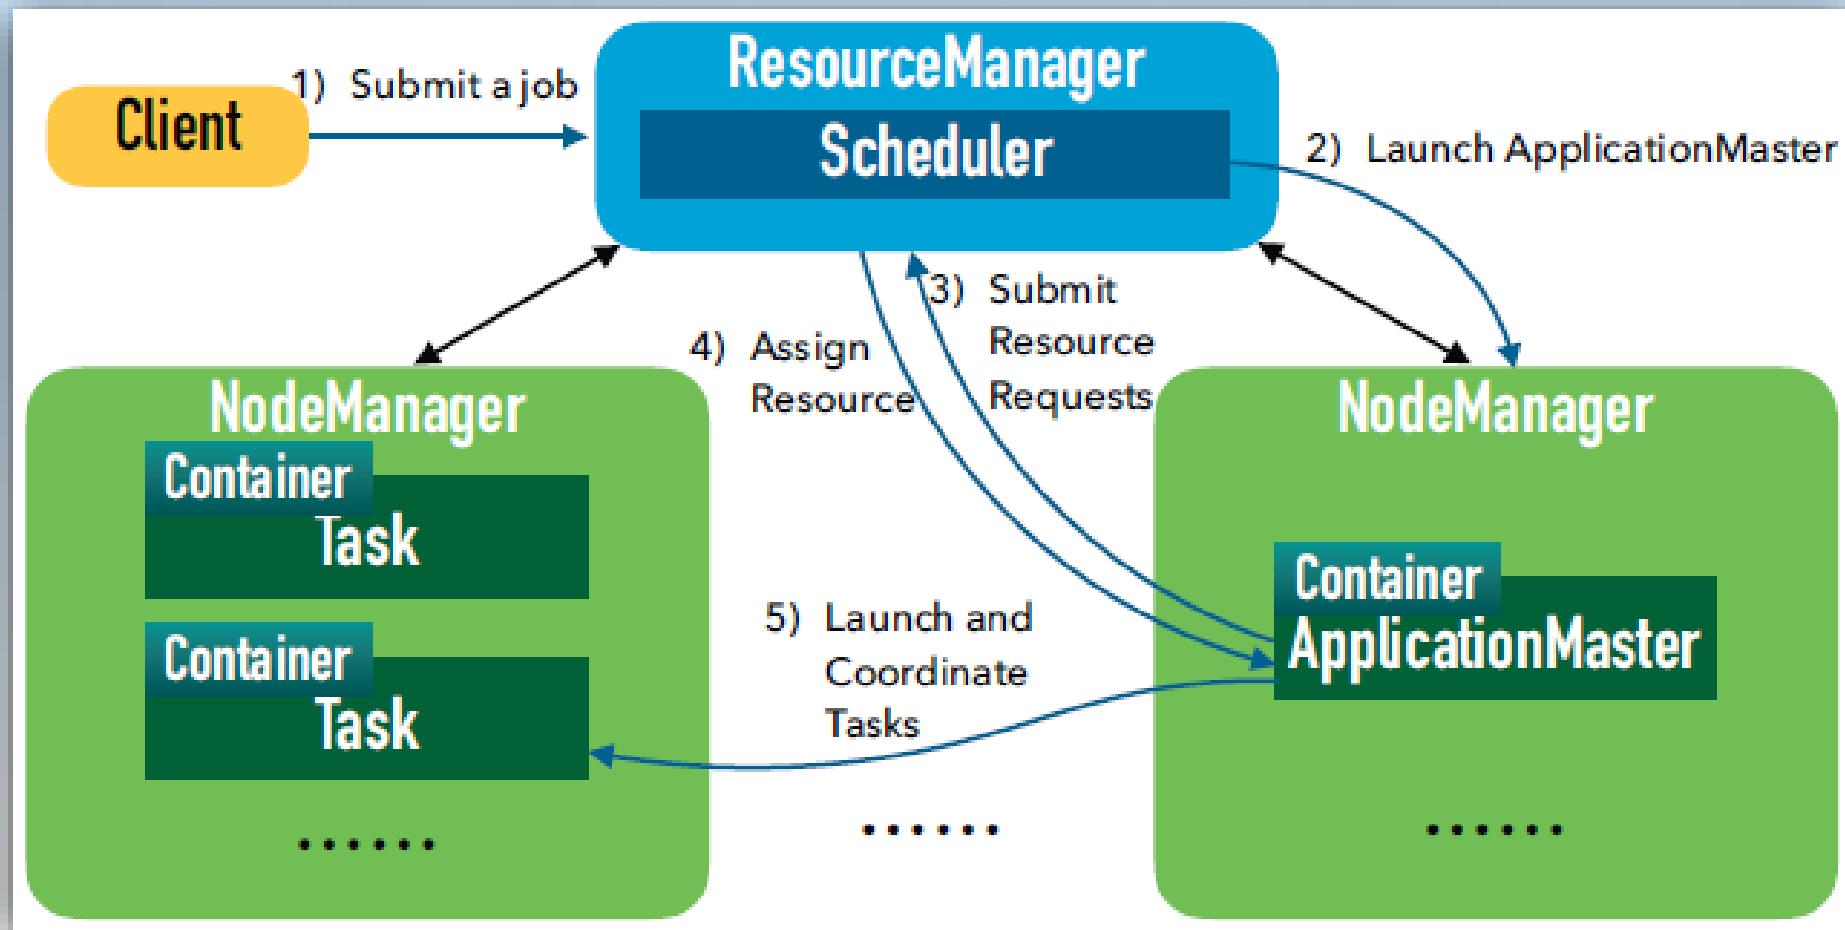 ResourceManager
Scheduler
Client
1) Submit a job
2) Launch ApplicationMaster
3) Submit
Resource
Requests
4) Assign
Resource
NodeManager
Container
Task
Container
Task
......
5) Launch and
Coordinate
Tasks
......
NodeManager
Container
ApplicationMaster
......